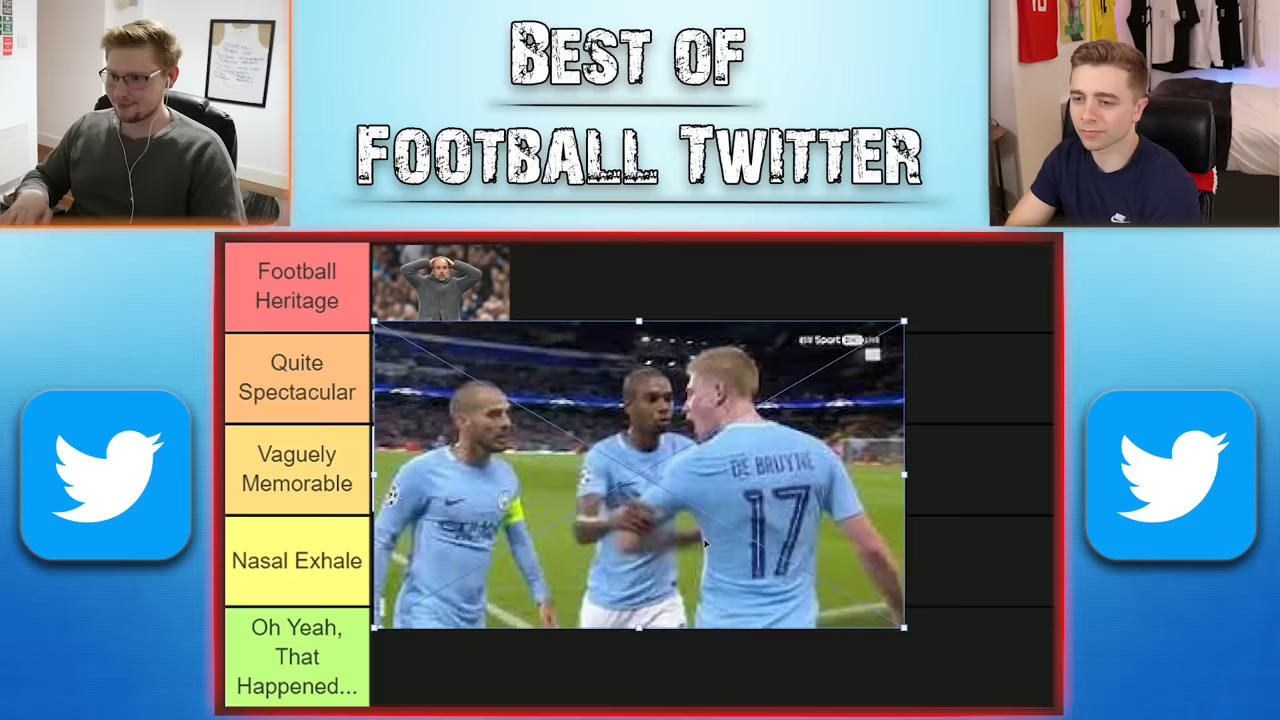 BEST OF
FOOTBALL TWITTER
Football
Heritage
Quite
Spectacular
Vaguely
Memorable
Nasal Exhale
Oh Yeah,
That
Happened...
Sport
DE BRUYNE
17